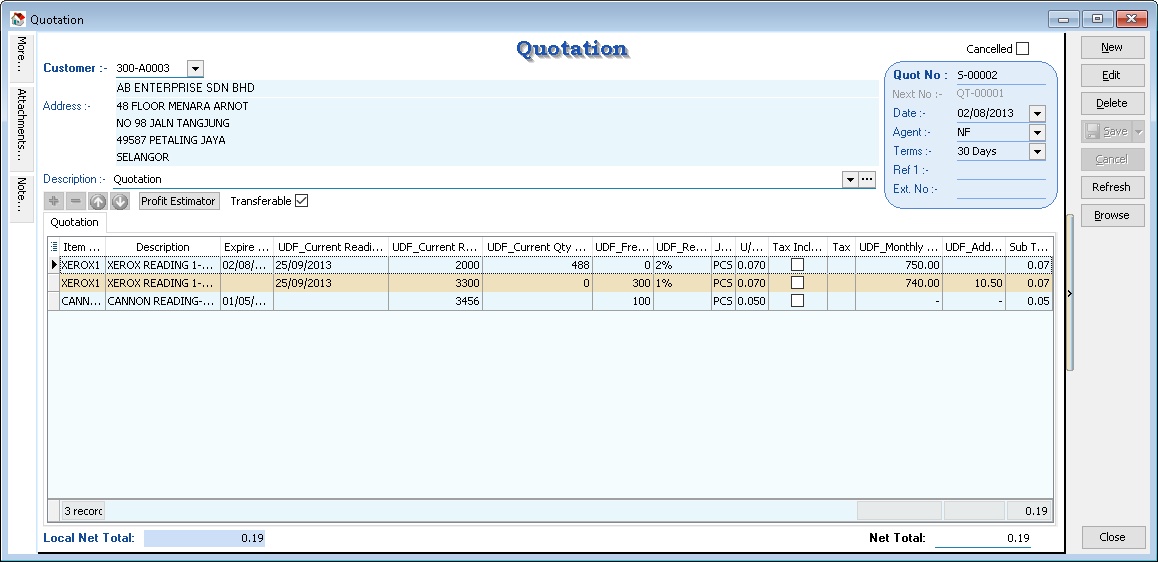 Quotation
More...
Attachments...
Note...
Quotation
Cancelled
Customer :- 300-A0003
AB ENTERPRISE SDN BHD
Address :- 48 FLOOR MENARA ARNOT
NO 98 JALN TANGJUNG
49587 PETALING JAYA
SELANGOR
Description :- Quotation
Quot No : S-00002
Next No :- QT-00001
Date :- 02/08/2013
Agent :- NF
Terms :- 30 Days
Ref 1 :-
Ext. No :-
New
Edit
Delete
Save
Cancel
Refresh
Browse
Profit Estimator Transferable
Quotation
Item ... Description Expire ... UDF_Current Readi... UDF_Current R... UDF_Current Qty ... UDF_Fre... UDF_Re... J... U/... Tax Incl... Tax UDF_Monthly ... UDF_Add... Sub T...
XEROX1 XEROX READING 1-... 02/08/... 25/09/2013 2000 488 0 2% PCS 0.070 750.00 0.07
XEROX1 XEROX READING 1-... 25/09/2013 3300 0 300 1% PCS 0.070 740.00 10.50 0.07
CANN... CANNON READING-... 01/05/... 3456 100 PCS 0.050 - - 0.05
3 record 0.19
Local Net Total: 0.19 Net Total: 0.19
Close